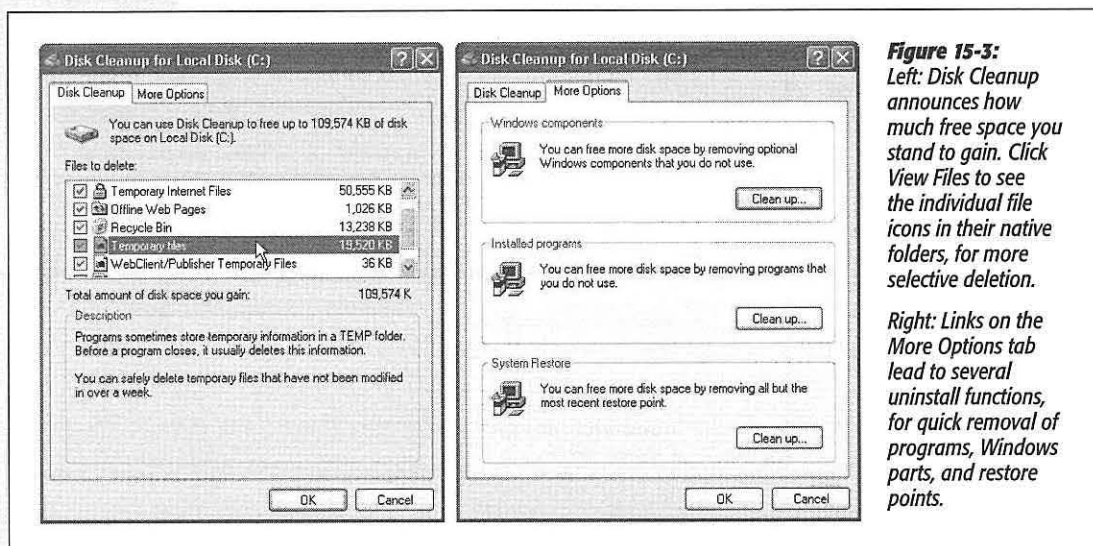 Disk Cleanup for Local Disk (C:)
Disk Cleanup
More Options
You can use Disk Cleanup to free up to 109,574 KB of disk
space on Local Disk (C:).
Files to delete:
Temporary Internet Files 50,555 KB
Offline Web Pages 1,026 KB
Recycle Bin 13,238 KB
Temporary files 19,520 KB
WebClient/Publisher Temporary Files 36 KB
Total amount of disk space you gain: 109,574 K
Description
Programs sometimes store temporary information in a TEMP folder.
Before a program closes, it usually deletes this information.
You can safely delete temporary files that have not been modified
in over a week.
OK
Cancel
Disk Cleanup for Local Disk (C:)
Disk Cleanup
More Options
Windows components
You can free more disk space by removing optional
Windows components that you do not use.
Clean up...
Installed programs
You can free more disk space by removing programs that
you do not use.
Clean up...
System Restore
You can free more disk space by removing all but the
most recent restore point.
Clean up...
OK
Cancel
Figure 15-3:
Left: Disk Cleanup
announces how
much free space you
stand to gain. Click
View Files to see
the individual file
icons in their native
folders, for more
selective deletion.
Right: Links on the
More Options tab
lead to several
uninstall functions,
for quick removal of
programs, Windows
parts, and restore
points.